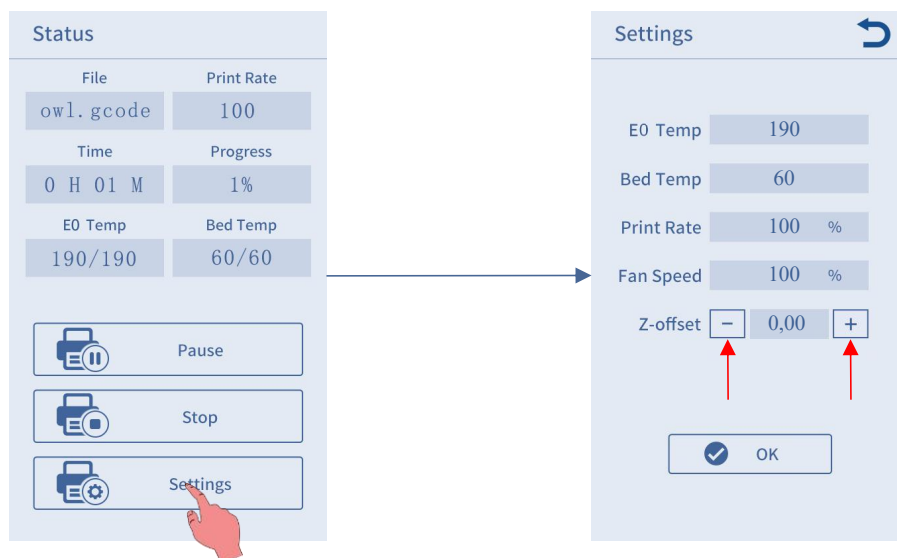 Status
File Print Rate
owl.gcode 100
Time Progress
0 H 01 M 1%
E0 Temp Bed Temp
190/190 60/60
Pause
Stop
Settings
Settings
E0 Temp 190
Bed Temp 60
Print Rate 100 %
Fan Speed 100 %
Z-offset − 0,00 +
OK